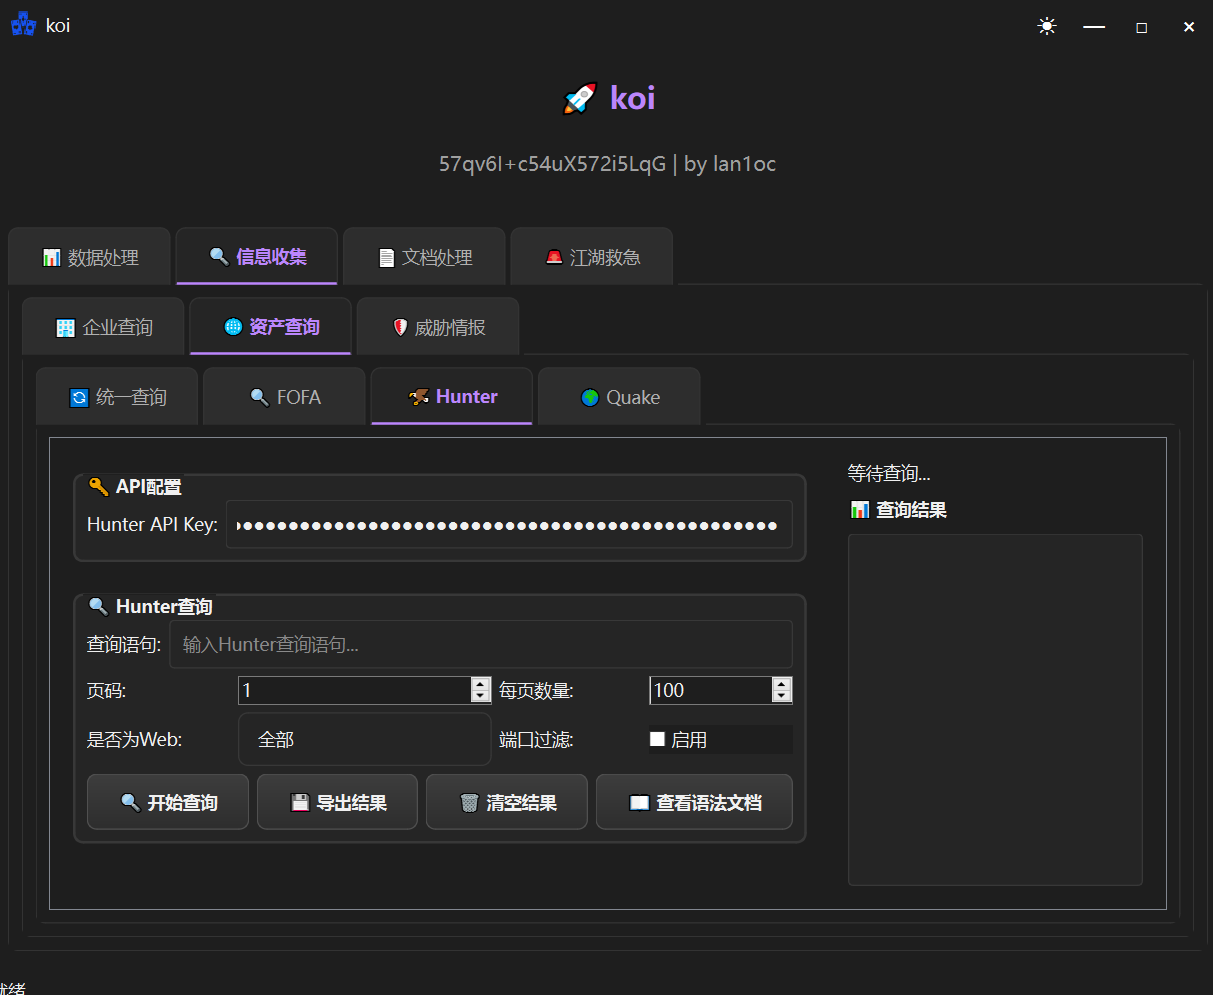 koi
koi
57qv6I+c54uX572i5LqG | by lan1oc
数据处理 信息收集 文档处理 江湖救急
企业查询 资产查询 威胁情报
统一查询 FOFA Hunter Quake
API配置
Hunter API Key:
Hunter查询
查询语句: 输入Hunter查询语句...
页码: 1 每页数量: 100
是否为Web: 全部 端口过滤: 启用
开始查询 导出结果 清空结果 查看语法文档
等待查询...
查询结果
就绪